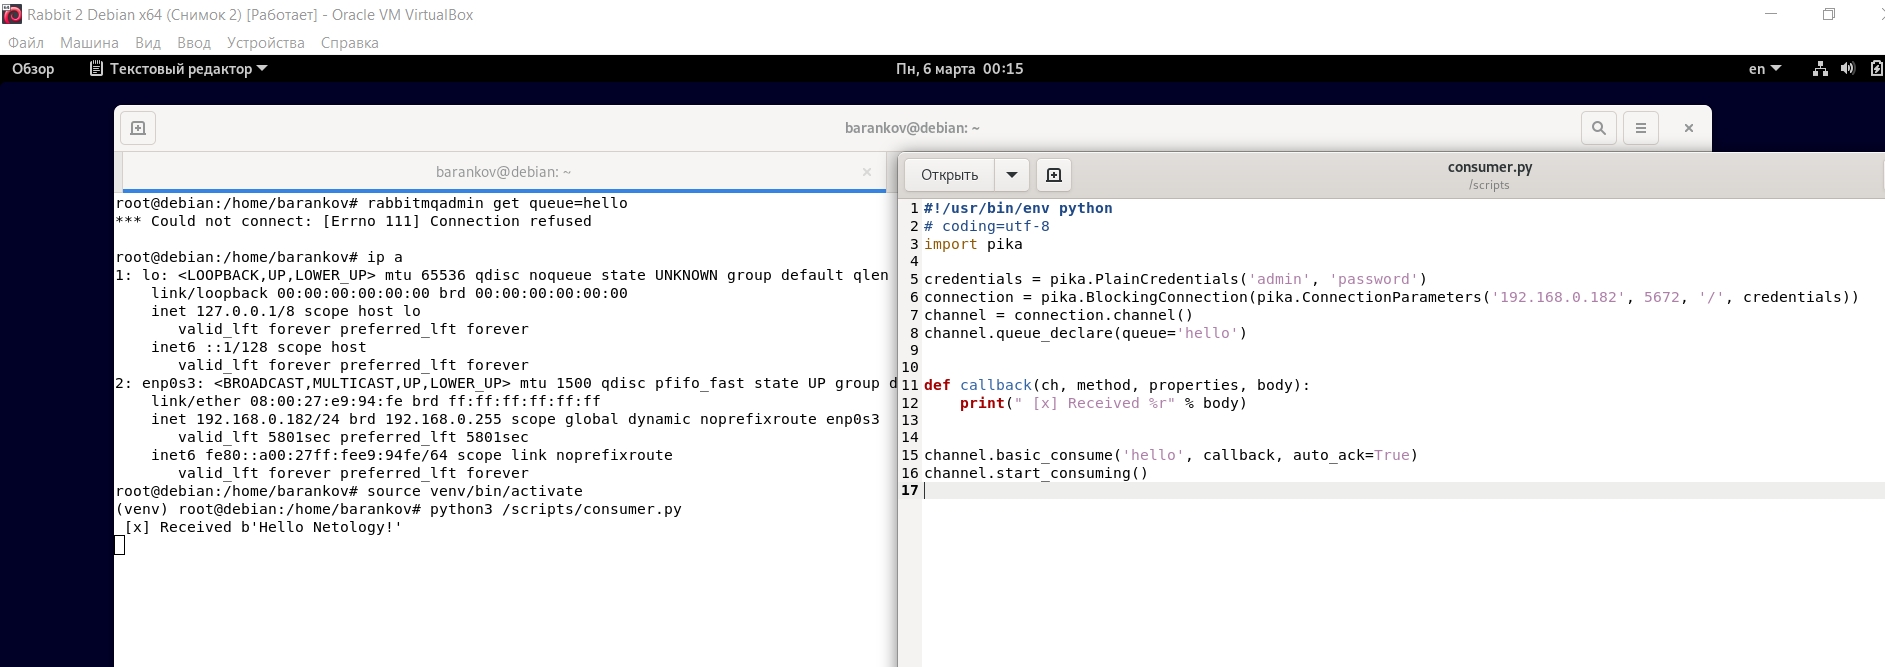 Rabbit 2 Debian x64 (Снимок 2) [Работает] - Oracle VM VirtualBox
Файл Машина Вид Ввод Устройства Справка
Обзор Текстовый редактор Пн, 6 марта 00:15 en
barankov@debian: ~
barankov@debian: ~
root@debian:/home/barankov# rabbitmqadmin get queue=hello
*** Could not connect: [Errno 111] Connection refused
root@debian:/home/barankov# ip a
1: lo: <LOOPBACK,UP,LOWER_UP> mtu 65536 qdisc noqueue state UNKNOWN group default qlen
    link/loopback 00:00:00:00:00:00 brd 00:00:00:00:00:00
    inet 127.0.0.1/8 scope host lo
       valid_lft forever preferred_lft forever
    inet6 ::1/128 scope host
       valid_lft forever preferred_lft forever
2: enp0s3: <BROADCAST,MULTICAST,UP,LOWER_UP> mtu 1500 qdisc pfifo_fast state UP group d
    link/ether 08:00:27:e9:94:fe brd ff:ff:ff:ff:ff:ff
    inet 192.168.0.182/24 brd 192.168.0.255 scope global dynamic noprefixroute enp0s3
       valid_lft 5801sec preferred_lft 5801sec
    inet6 fe80::a00:27ff:fee9:94fe/64 scope link noprefixroute
       valid_lft forever preferred_lft forever
root@debian:/home/barankov# source venv/bin/activate
(venv) root@debian:/home/barankov# python3 /scripts/consumer.py
 [x] Received b'Hello Netology!'
Открыть
consumer.py
/scripts
1 #!/usr/bin/env python
2 # coding=utf-8
3 import pika
4
5 credentials = pika.PlainCredentials('admin', 'password')
6 connection = pika.BlockingConnection(pika.ConnectionParameters('192.168.0.182', 5672, '/', credentials))
7 channel = connection.channel()
8 channel.queue_declare(queue='hello')
9
10
11 def callback(ch, method, properties, body):
12     print(" [x] Received %r" % body)
13
14
15 channel.basic_consume('hello', callback, auto_ack=True)
16 channel.start_consuming()
17